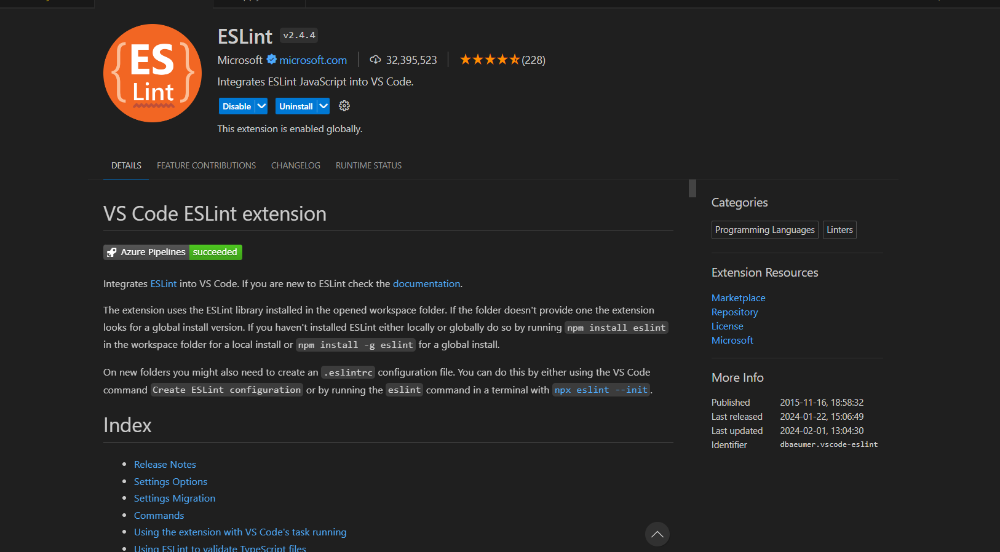 ES
Lint
ESLint v2.4.4
Microsoft microsoft.com 32,395,523 (228)
Integrates ESLint JavaScript into VS Code.
Disable Uninstall
This extension is enabled globally.
DETAILS FEATURE CONTRIBUTIONS CHANGELOG RUNTIME STATUS
VS Code ESLint extension
Azure Pipelines succeeded
Integrates ESLint into VS Code. If you are new to ESLint check the documentation.
The extension uses the ESLint library installed in the opened workspace folder. If the folder doesn't provide one the extension
looks for a global install version. If you haven't installed ESLint either locally or globally do so by running npm install eslint
in the workspace folder for a local install or npm install -g eslint for a global install.
On new folders you might also need to create an .eslintrc configuration file. You can do this by either using the VS Code
command Create ESLint configuration or by running the eslint command in a terminal with npx eslint --init.
Index
Release Notes
Settings Options
Settings Migration
Commands
Using the extension with VS Code's task running
Using ESLint to validate TypeScript files
Categories
Programming Languages Linters
Extension Resources
Marketplace
Repository
License
Microsoft
More Info
Published 2015-11-16, 18:58:32
Last released 2024-01-22, 15:06:49
Last updated 2024-02-01, 13:04:30
Identifier dbaeumer.vscode-eslint